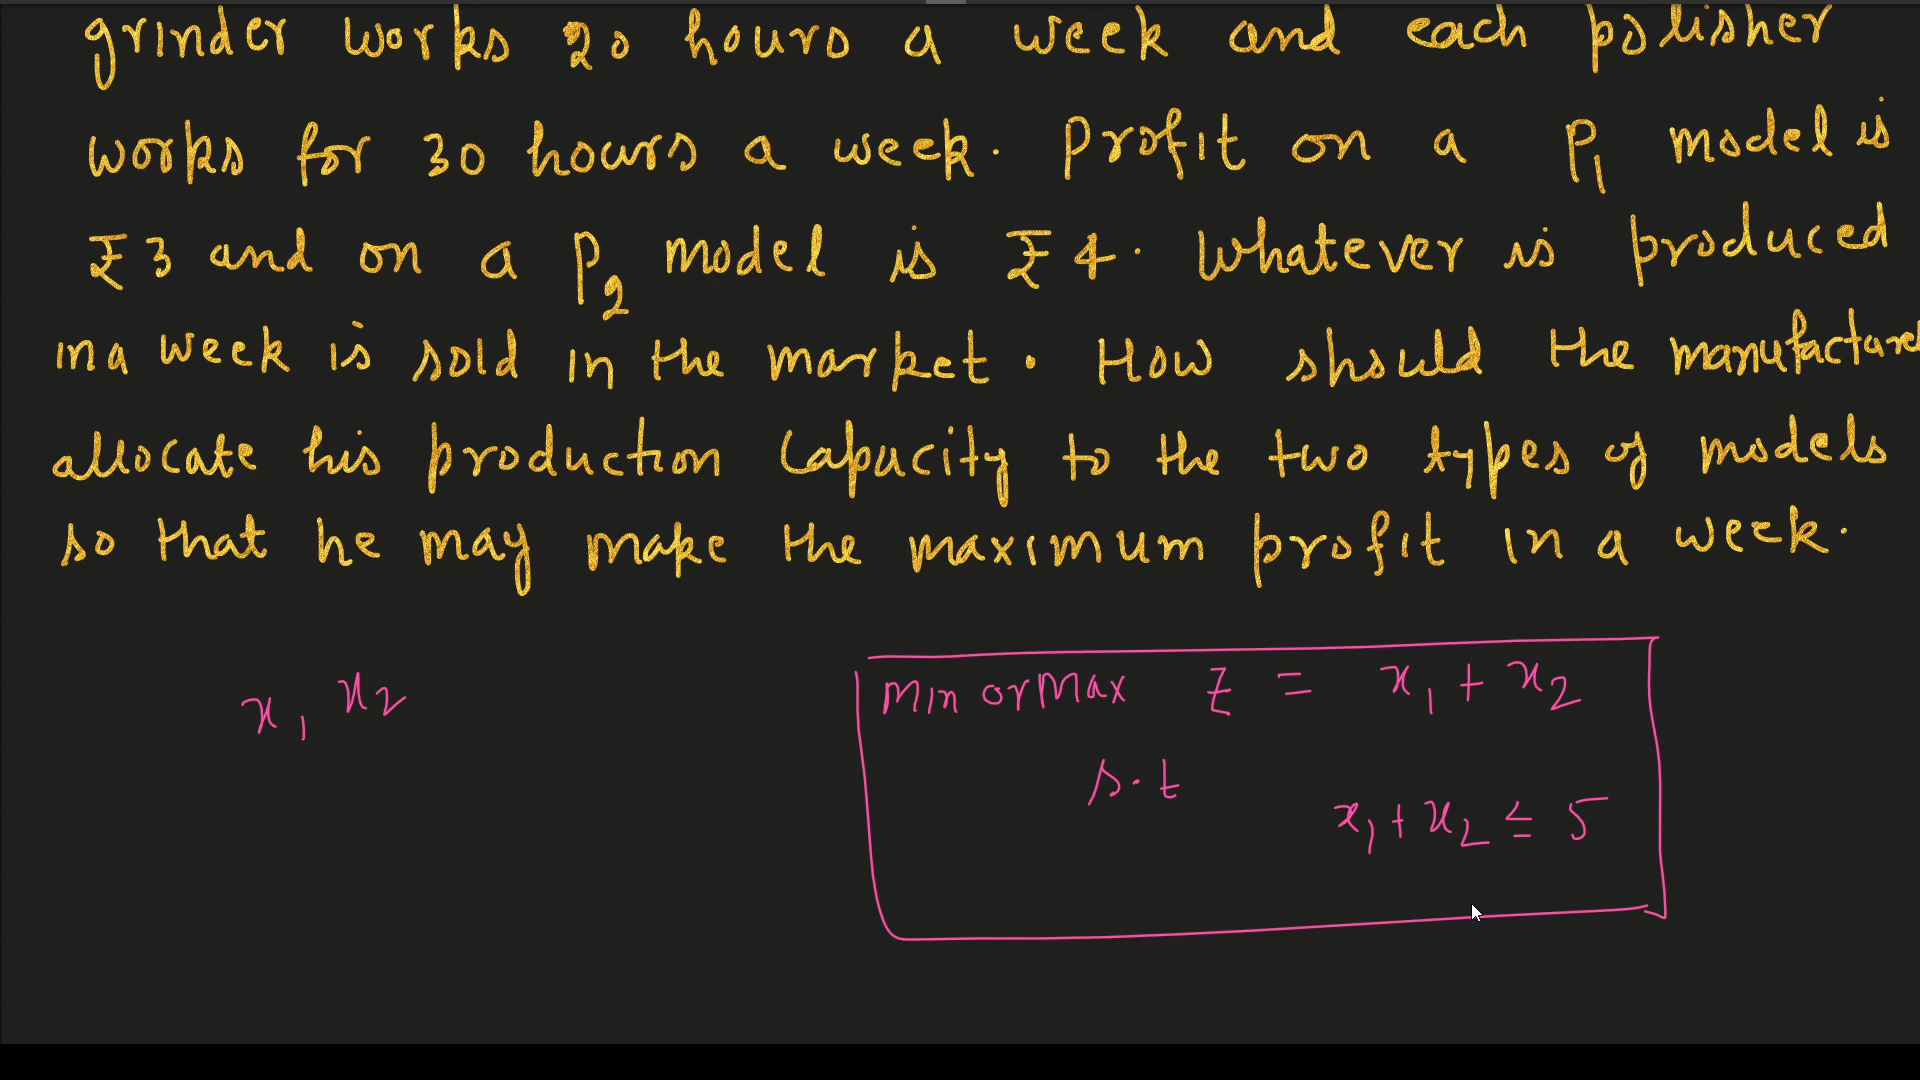 grinder works 20 hours a week and each polisher
works for 30 hours a week. Profit on a P₁ model is
₹3 and on a P₂ model is ₹4. Whatever is produced
in a week is sold in the market. How should the manufacturer
allocate his production capacity to the two types of models
so that he may make the maximum profit in a week.
x₁ x₂
Min or Max Z = x₁ + x₂
s.t
x₁ + x₂ ≤ 5